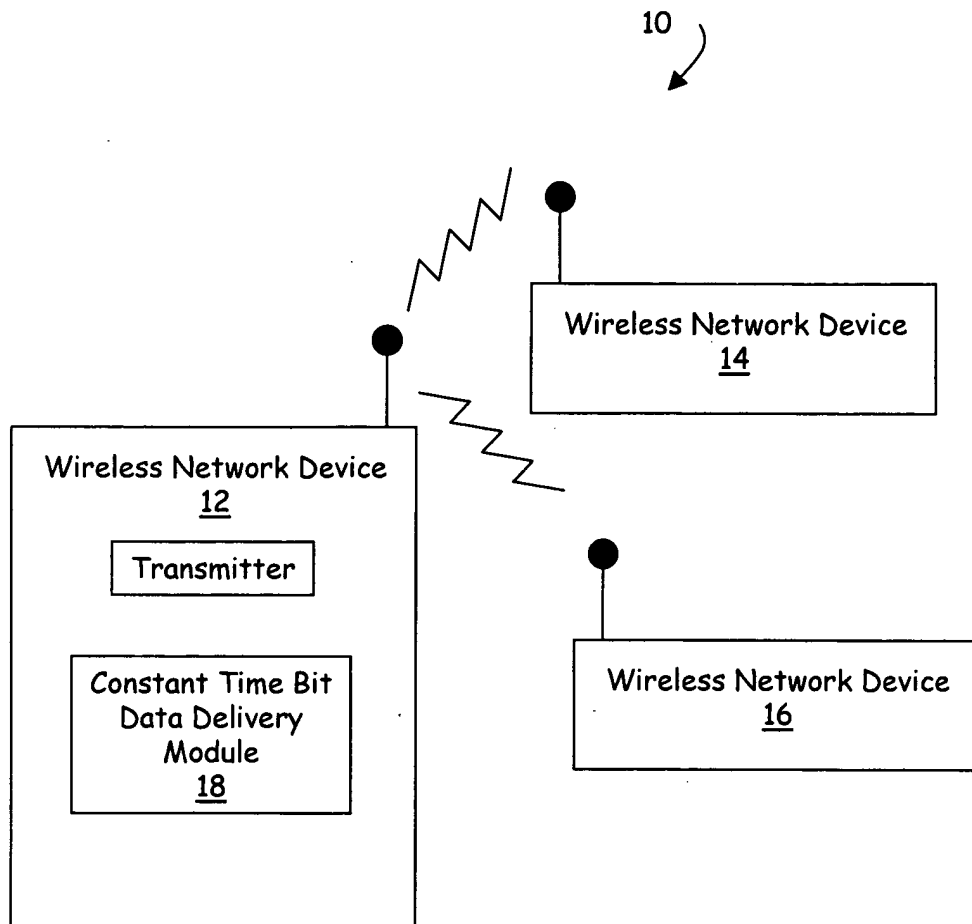 10
Wireless Network Device
14
Wireless Network Device
12
Transmitter
Constant Time Bit
Data Delivery
Module
18
Wireless Network Device
16